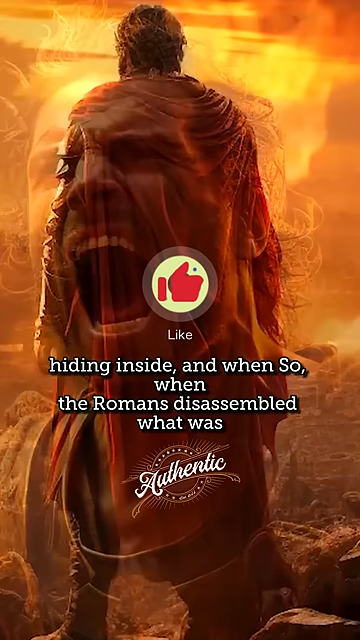 Like
hiding inside, and when So,
when
the Romans disassembled
what was
Authentic